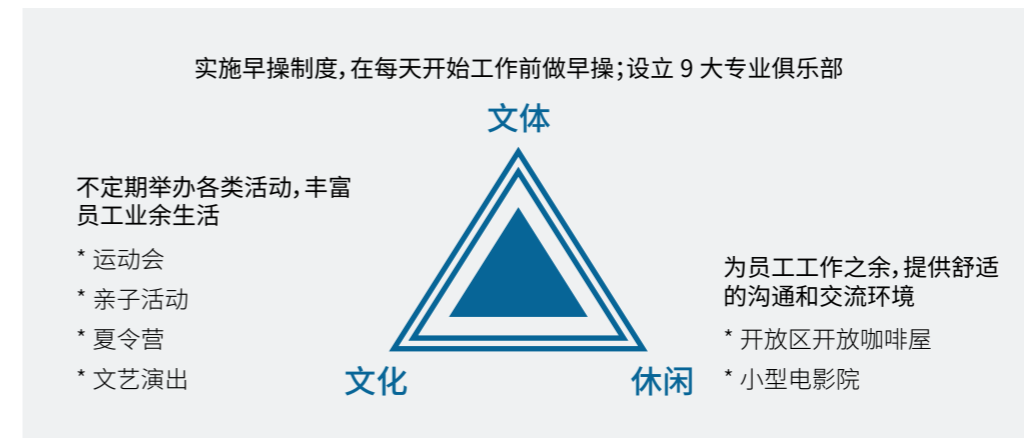 实施早操制度，在每天开始工作前做早操；设立 9 大专业俱乐部
文体
不定期举办各类活动，丰富
员工业余生活
* 运动会
* 亲子活动
* 夏令营
* 文艺演出
文化
休闲
为员工工作之余，提供舒适
的沟通和交流环境
* 开放区开放咖啡屋
* 小型电影院